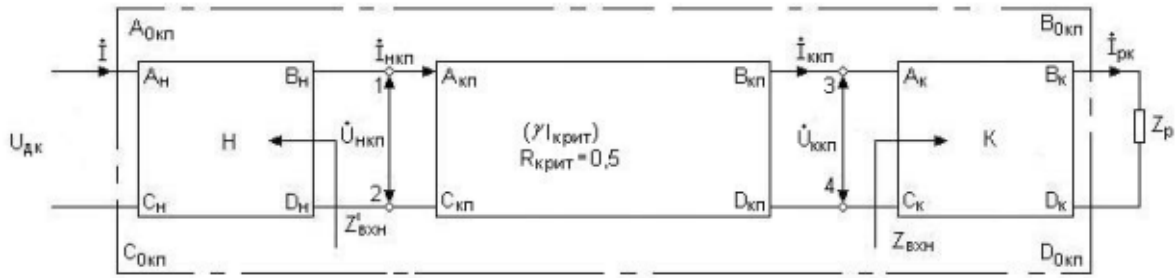 A₀кп
B₀кп
İ
İнкп
İккп
İрк
Aн
Bн
1
Aкп
Bкп
3
Aк
Bк
Uдк
Н
U̇нкп
(γlкрит)
Rкрит=0,5
U̇ккп
К
Zр
Cн
Dн
2
Cкп
Dкп
4
Cк
Dк
Z'вхн
Zвхн
C₀кп
D₀кп